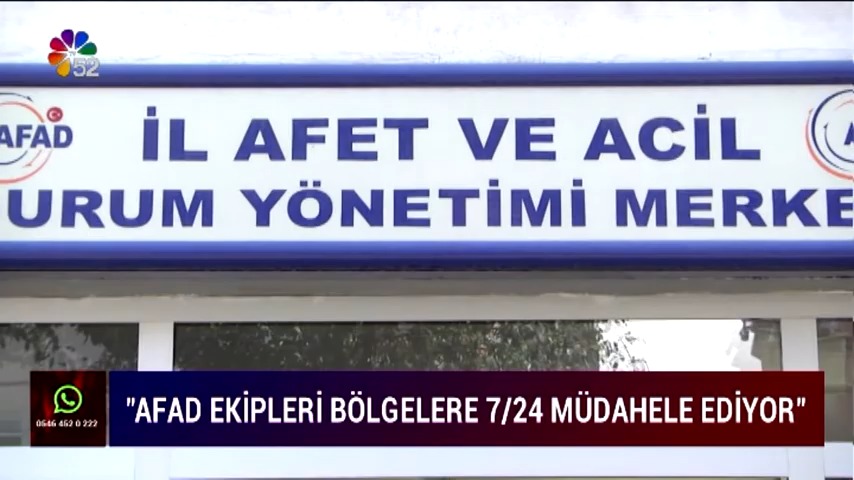 52
AFAD
İL AFET VE ACİL
URUM YÖNETİMİ MERKE
"AFAD EKİPLERİ BÖLGELERE 7/24 MÜDAHELE EDİYOR"
0546 452 0 222